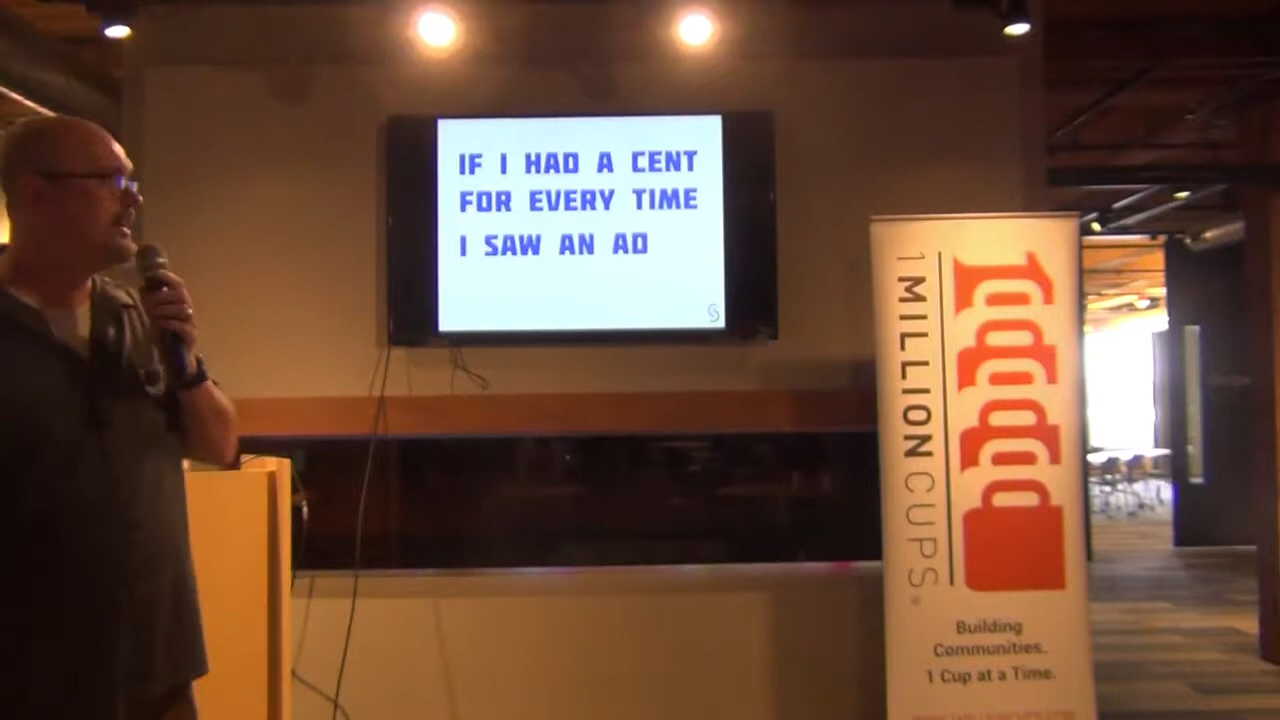 IF I HAD A CENT
FOR EVERY TIME
I SAW AN AD
1 MILLION CUPS®
Building
Communities.
1 Cup at a Time.